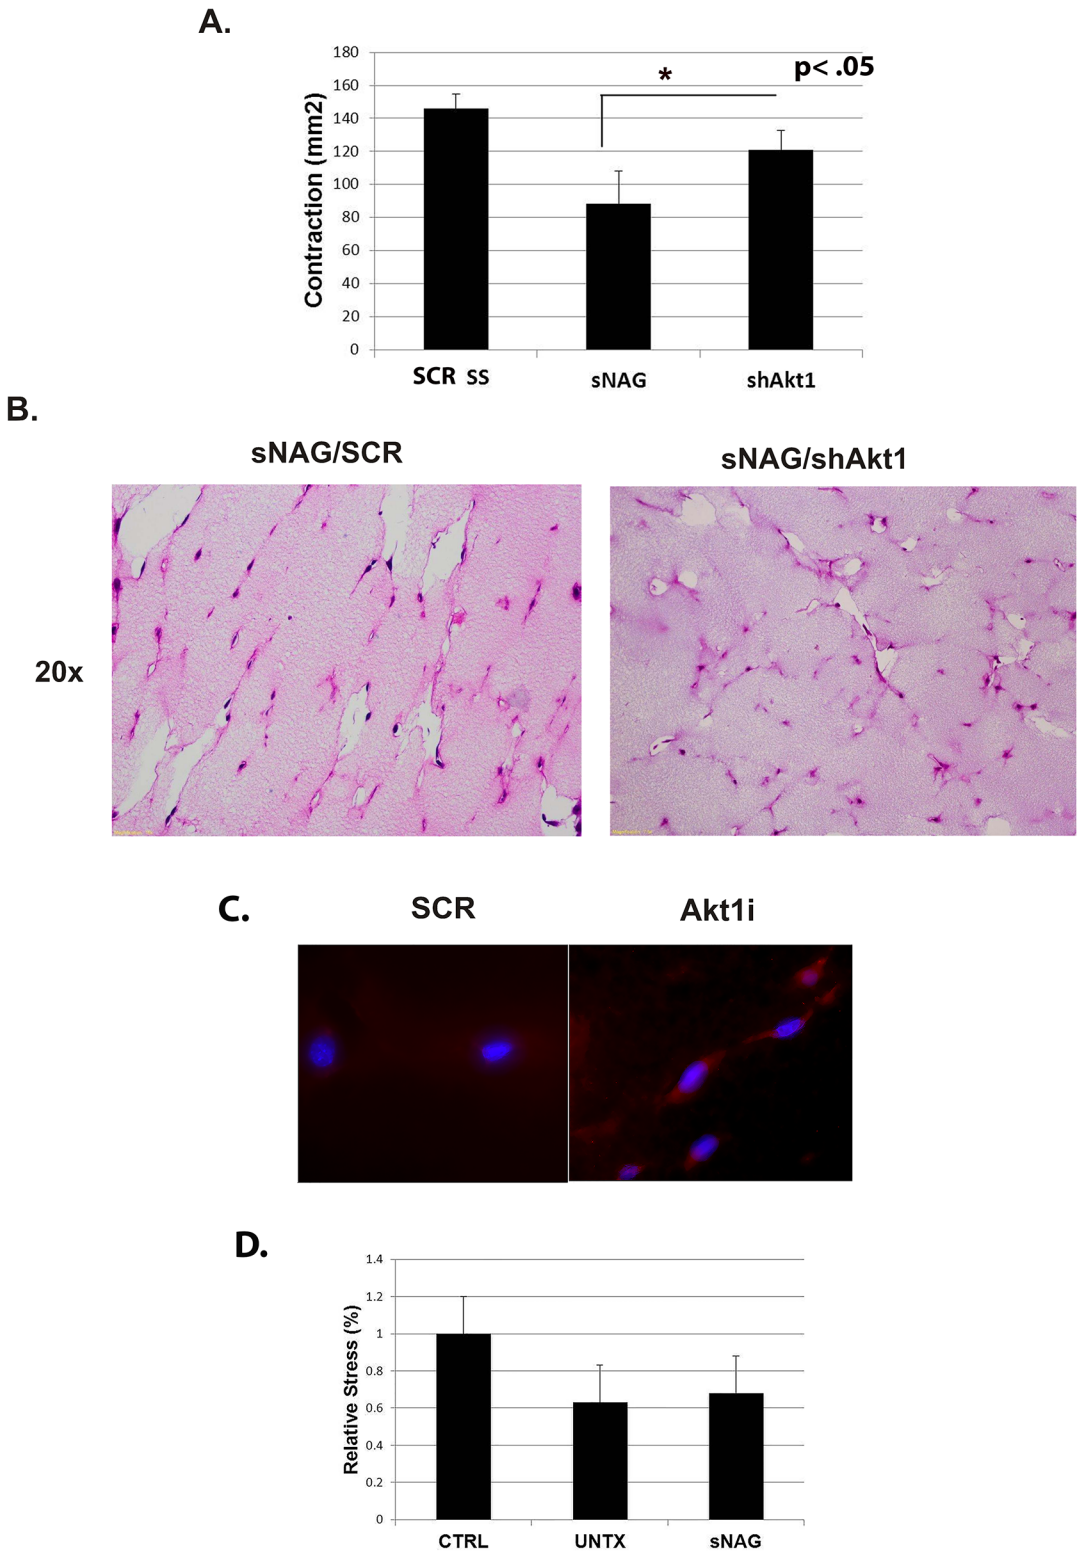 A.
180
160
140
120
100
80
60
40
20
0
Contraction (mm2)
*
p< .05
SCR SS
sNAG
shAkt1
B.
sNAG/SCR
sNAG/shAkt1
20x
C.
SCR
Akt1i
D.
1.4
1.2
1
0.8
0.6
0.4
0.2
0
Relative Stress (%)
CTRL
UNTX
sNAG